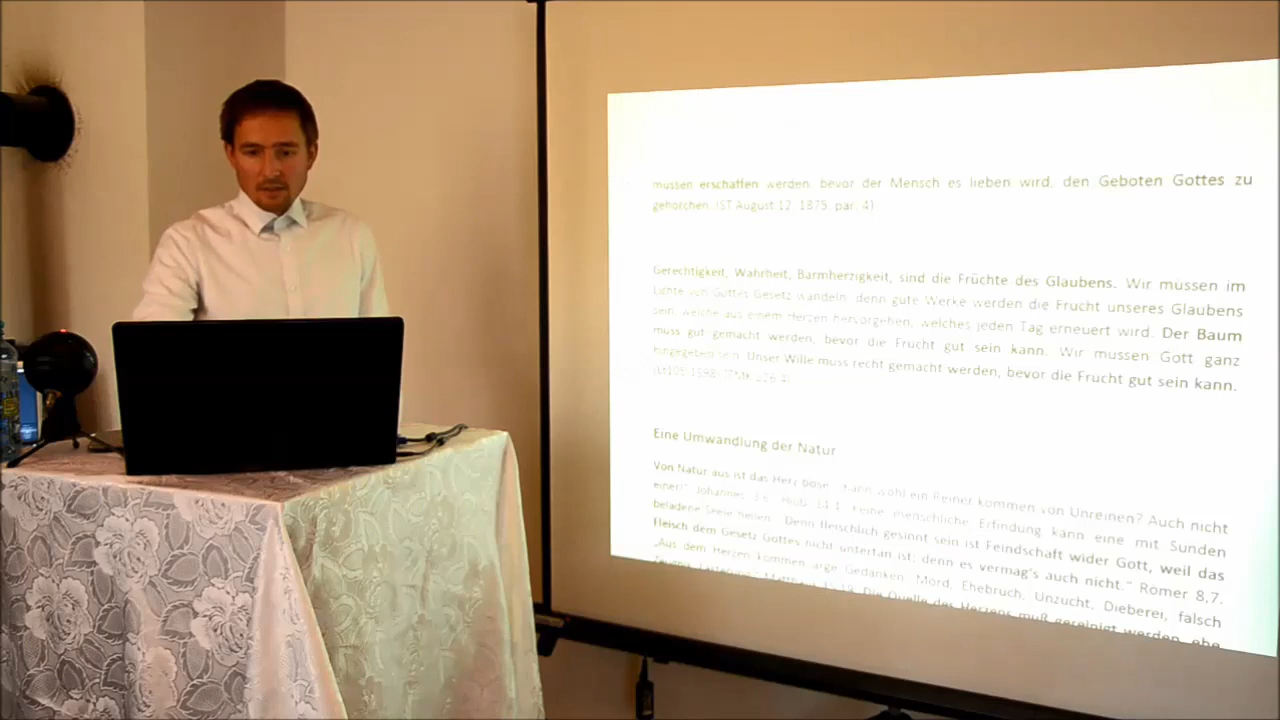 müssen erschaffen werden, bevor der Mensch es lieben wird, den Geboten Gottes zu
gehorchen. (ST August 12, 1875, par. 4)
Gerechtigkeit, Wahrheit, Barmherzigkeit, sind die Früchte des Glaubens. Wir müssen im
Lichte von Gottes Gesetz wandeln, denn gute Werke werden die Frucht unseres Glaubens
sein, welche aus einem Herzen hervorgehen, welches jeden Tag erneuert wird. Der Baum
muss gut gemacht werden, bevor die Frucht gut sein kann. Wir müssen Gott ganz
hingegeben sein. Unser Wille muss recht gemacht werden, bevor die Frucht gut sein kann.
Eine Umwandlung der Natur
Von Natur aus ist das Herz böse. „Kann wohl ein Reiner kommen von Unreinen? Auch nicht
einer!" Johannes 3,6; Hiob 14,4. Keine menschliche Erfindung kann eine mit Sünden
beladene Seele heilen. „Denn fleischlich gesinnt sein ist Feindschaft wider Gott, weil das
Fleisch dem Gesetz Gottes nicht untertan ist; denn es vermag's auch nicht." Römer 8,7.
„Aus dem Herzen kommen arge Gedanken, Mord, Ehebruch, Unzucht, Dieberei, falsch
Die Quelle des Herzens muß gereinigt werden, ehe